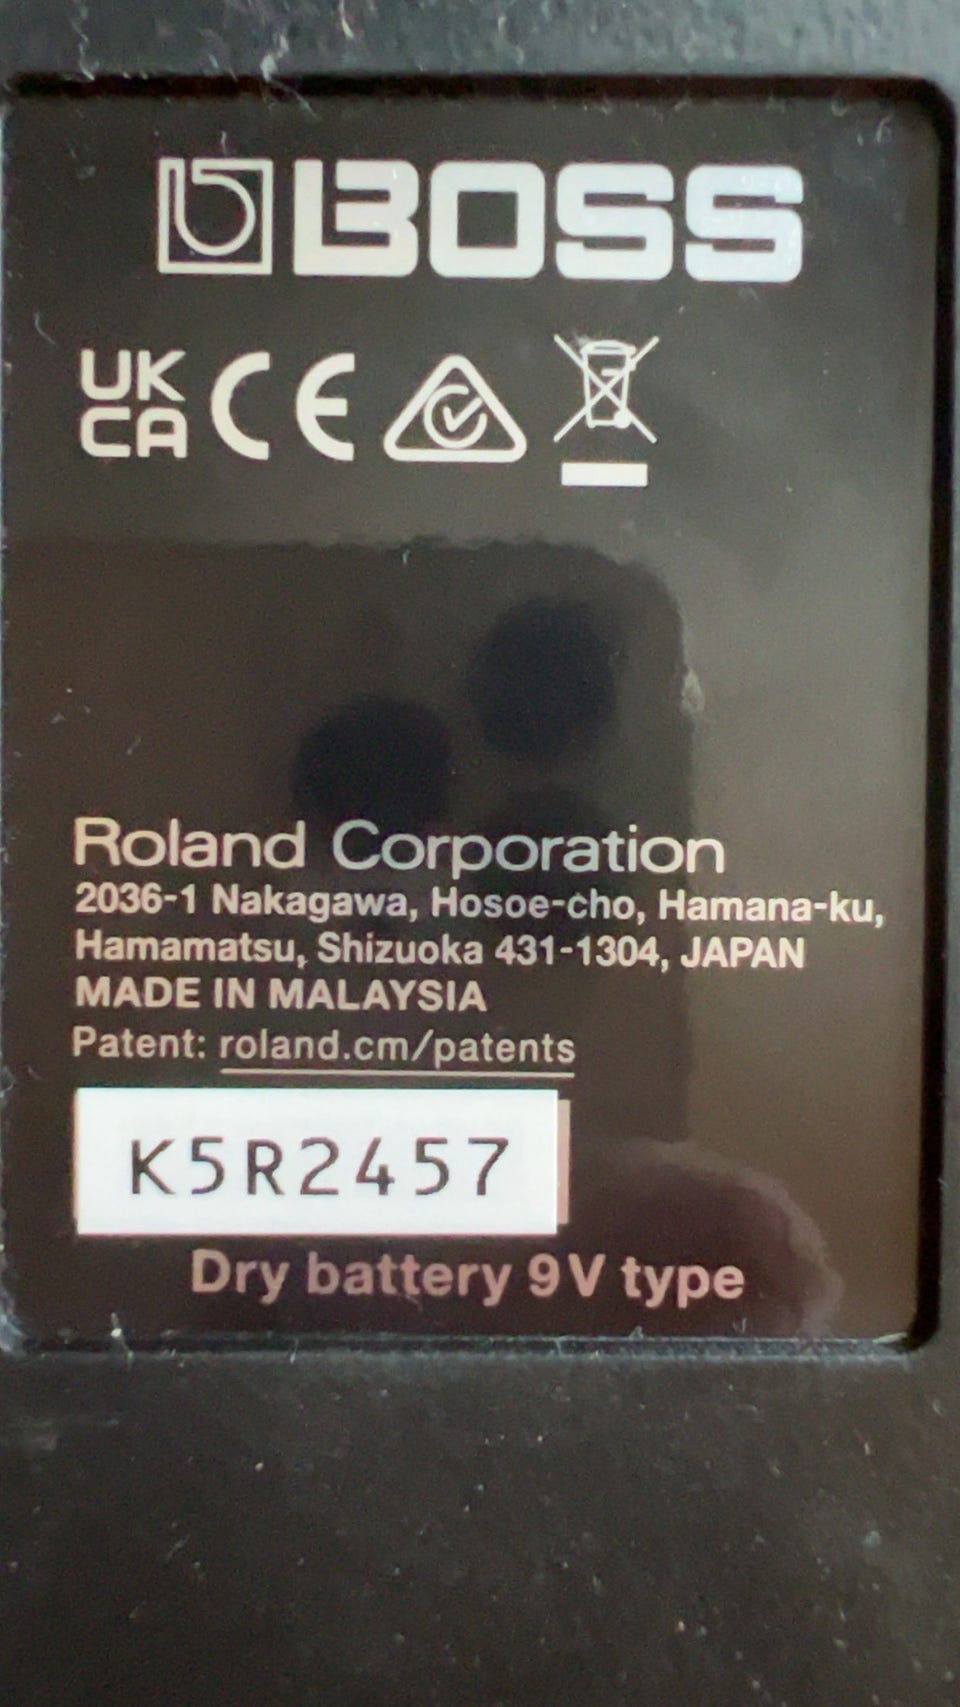 BOSS
UK
CA CE
Roland Corporation
2036-1 Nakagawa, Hosoe-cho, Hamana-ku,
Hamamatsu, Shizuoka 431-1304, JAPAN
MADE IN MALAYSIA
Patent: roland.cm/patents
K5R2457
Dry battery 9V type